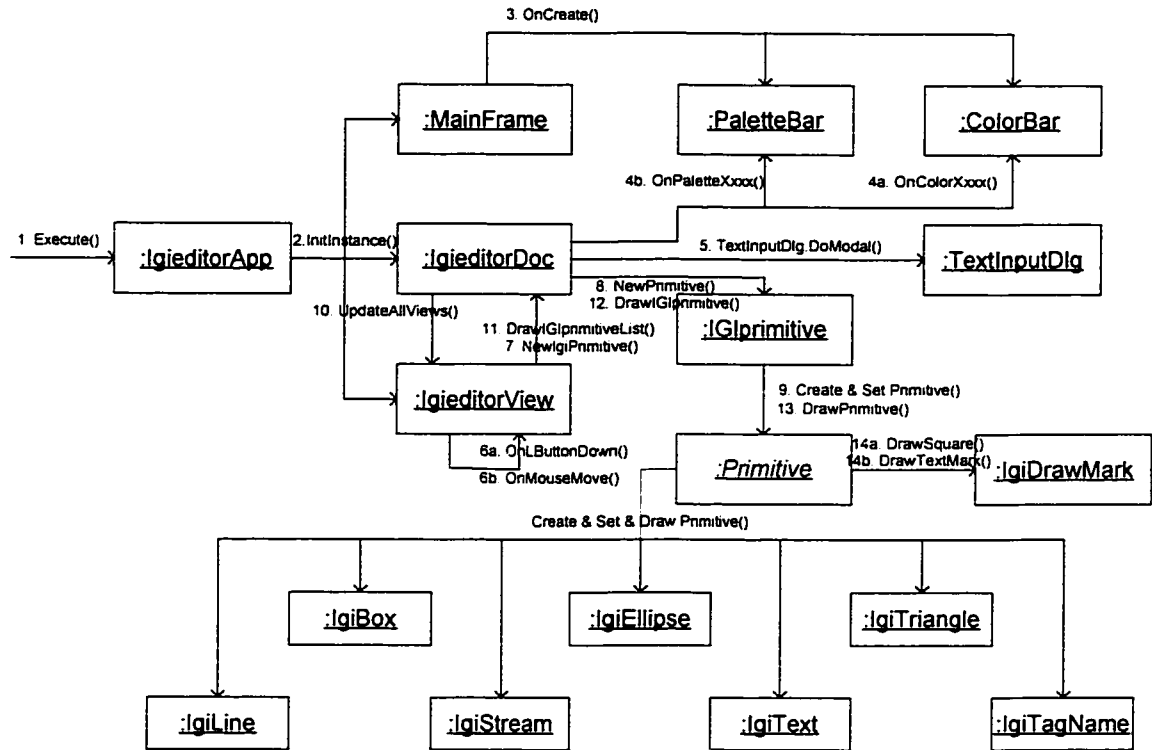 3. OnCreate()
:MainFrame
:PaletteBar
:ColorBar
4b. OnPaletteXxxx()
4a. OnColorXxxx()
1 Execute()
:IgieditorApp
2.InitInstance()
:IgieditorDoc
5. TextInputDlg.DoModal()
:TextInputDlg
8. NewPrimitive()
12. DrawIGIprimitive()
10. UpdateAllViews()
11. DrawIGIprimitiveList()
7 NewIgiPrimitive()
:IGIprimitive
:IgieditorView
9. Create & Set Primitive()
13. DrawPrimitive()
6a. OnLButtonDown()
6b. OnMouseMove()
:Primitive
14a. DrawSquare()
14b. DrawTextMark()
:IgiDrawMark
Create & Set & Draw Primitive()
:IgiBox
:IgiEllipse
:IgiTriangle
:IgiLine
:IgiStream
:IgiText
:IgiTagName